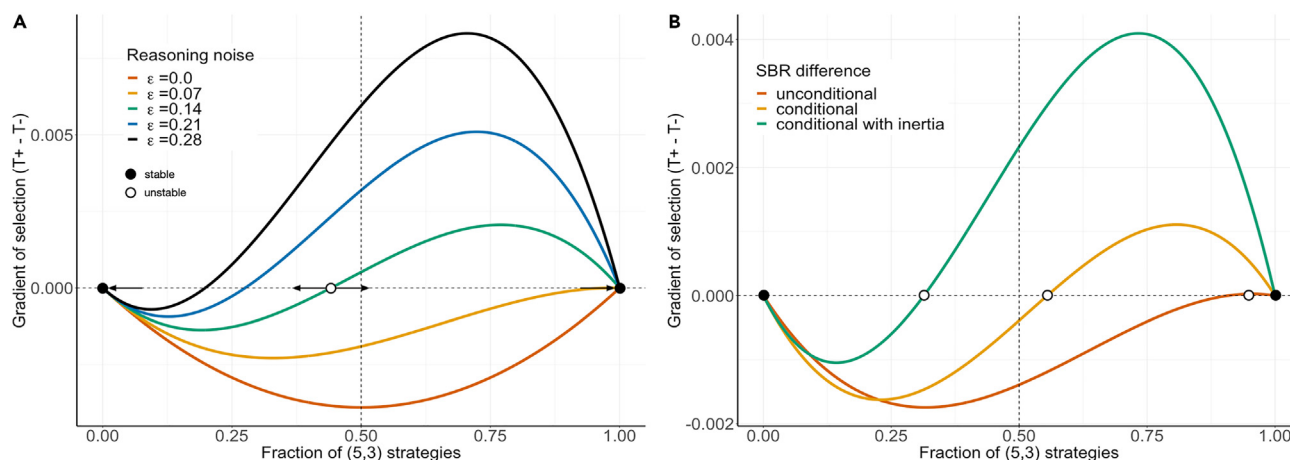 A
Gradient of selection (T+ - T-)
0.005
0.000
Reasoning noise
ε =0.0
ε =0.07
ε =0.14
ε =0.21
ε =0.28
stable
unstable
0.00 0.25 0.50 0.75 1.00
Fraction of (5,3) strategies
B
Gradient of selection (T+ - T-)
0.004
0.002
0.000
-0.002
SBR difference
unconditional
conditional
conditional with inertia
0.00 0.25 0.50 0.75 1.00
Fraction of (5,3) strategies